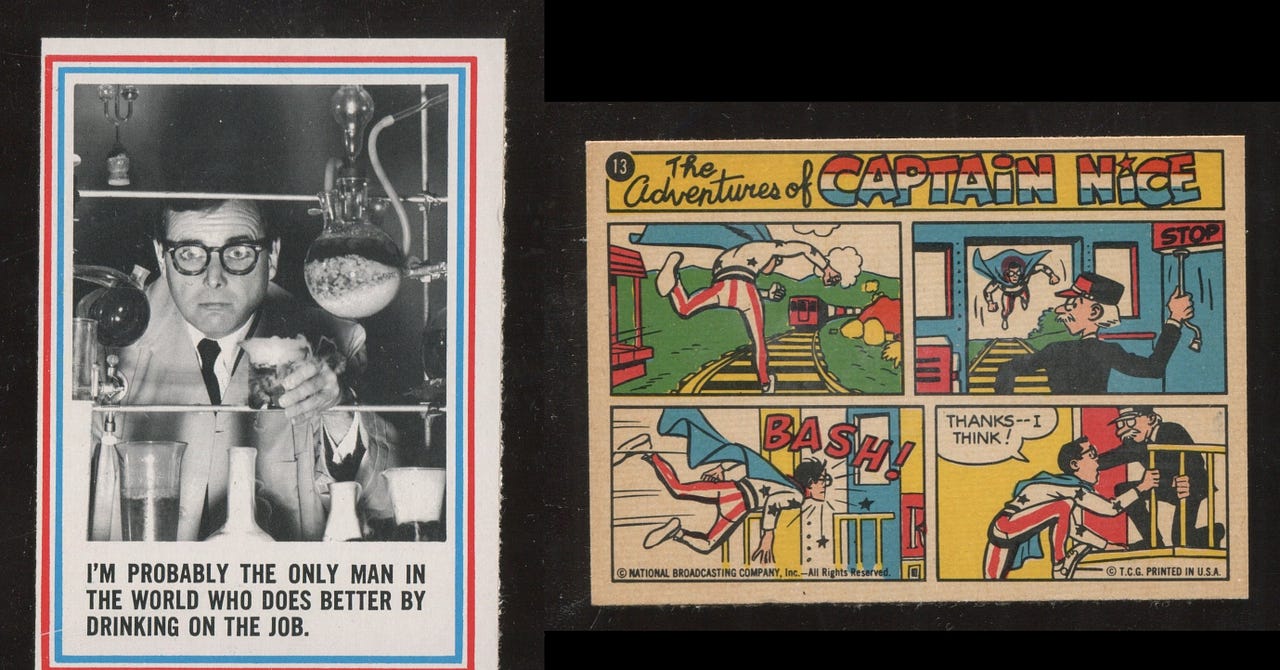 I'M PROBABLY THE ONLY MAN IN
THE WORLD WHO DOES BETTER BY
DRINKING ON THE JOB.
13
The
Adventures of CAPTAIN NICE
STOP
BASH!
THANKS--I
THINK!
© NATIONAL BROADCASTING COMPANY, Inc.—All Rights Reserved.
© T.C.G. PRINTED IN U.S.A.